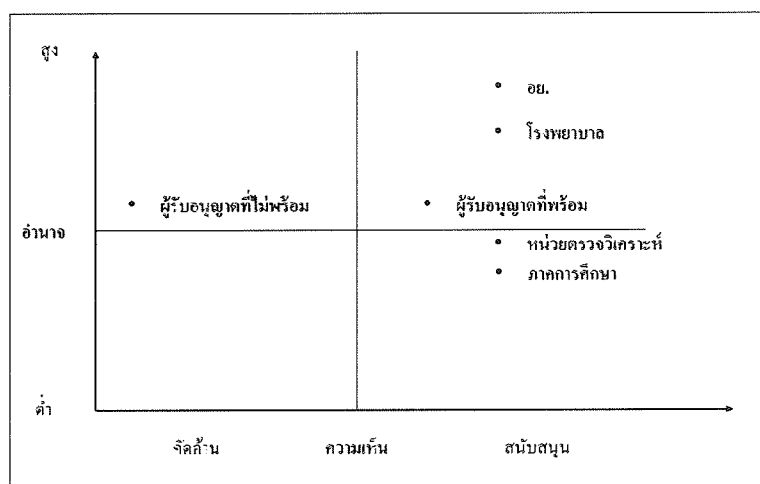 สูง
อย.
โรงพยาบาล
ผู้รับอนุญาตที่ไม่พร้อม
ผู้รับอนุญาตที่พร้อม
อำนาจ
หน่วยตรวจวิเคราะห์
ภาคการศึกษา
ต่ำ
คัดค้าน
ความเห็น
สนับสนุน